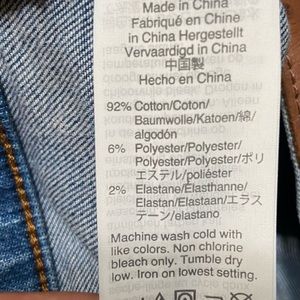 Made in China
Fabriqué en Chine
in China Hergestellt
Vervaardigd in China
中国製
Hecho en China
92% Cotton/Coton/
Baumwolle/Katoen/綿/
algodón
6% Polyester/Polyester/
Polyester/Polyester/ポリ
エステル/poliéster
2% Elastane/Élasthanne/
Elastan/Elastaan/エラス
テーン/elastano
Machine wash cold with
like colors. Non chlorine
bleach only. Tumble dry
low. Iron on lowest setting.